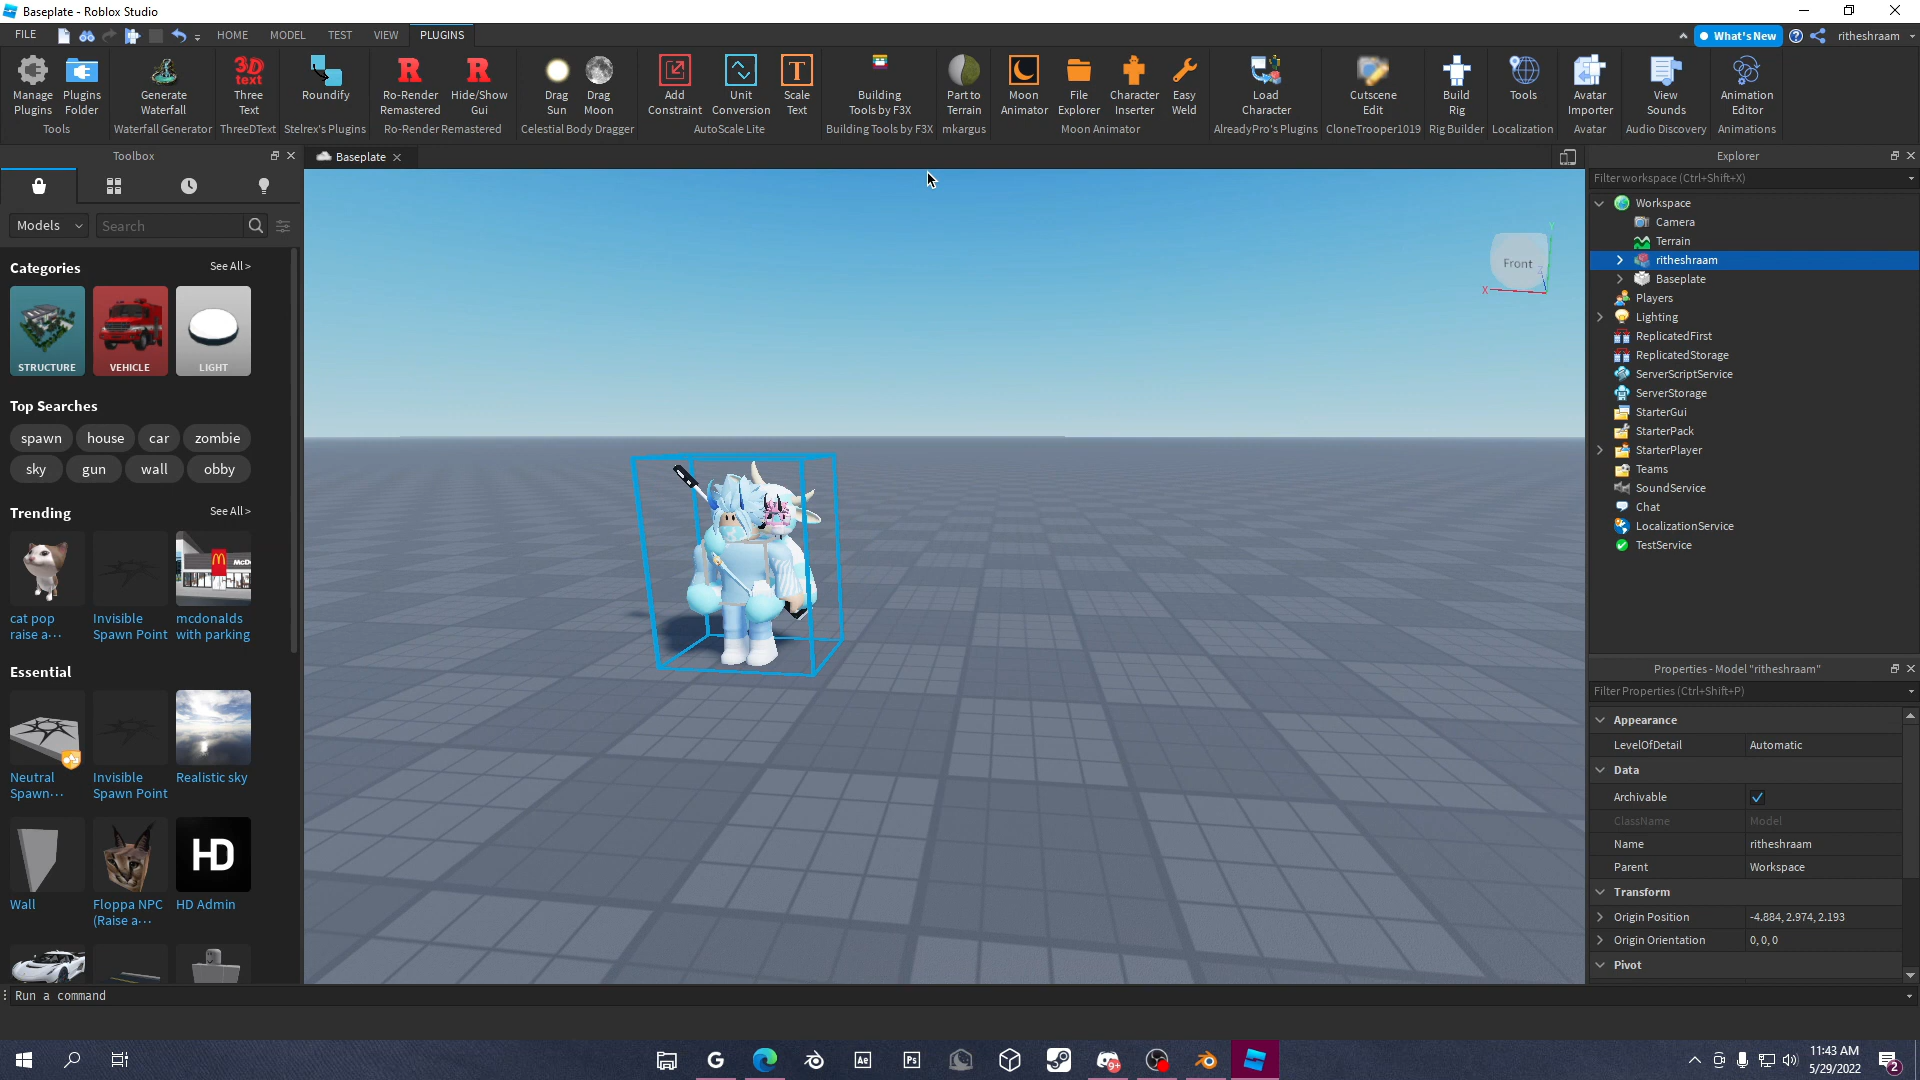 Baseplate - Roblox Studio
FILE HOME MODEL TEST VIEW PLUGINS What's New ritheshraam
Manage Plugins
Plugins Folder
Tools
Generate Waterfall
Waterfall Generator
3D text
Three Text
ThreeDText
Roundify
Stelrex's Plugins
R
Ro-Render Remastered
R
Hide/Show Gui
Ro-Render Remastered
Drag Sun
Drag Moon
Celestial Body Dragger
Add Constraint
Unit Conversion
T
Scale Text
AutoScale Lite
Building Tools by F3X
Building Tools by F3X
Part to Terrain
mkargus
Moon Animator
File Explorer
Character Inserter
Easy Weld
Moon Animator
Load Character
AlreadyPro's Plugins
Cutscene Edit
CloneTrooper1019
Build Rig
Rig Builder
Tools
Localization
Avatar Importer
Avatar
View Sounds
Audio Discovery
Animation Editor
Animations
Toolbox
Models
Search
Categories
See All >
STRUCTURE
VEHICLE
LIGHT
Top Searches
spawn house car zombie
sky gun wall obby
Trending
See All >
cat pop raise a...
Invisible Spawn Point
McD
mcdonalds with parking
Essential
Neutral Spawn...
Invisible Spawn Point
Realistic sky
HD
Wall
Floppa NPC (Raise a...
HD Admin
Baseplate
Front
X
Y
Explorer
Filter workspace (Ctrl+Shift+X)
Workspace
Camera
Terrain
ritheshraam
Baseplate
Players
Lighting
ReplicatedFirst
ReplicatedStorage
ServerScriptService
ServerStorage
StarterGui
StarterPack
StarterPlayer
Teams
SoundService
Chat
LocalizationService
TestService
Properties - Model "ritheshraam"
Filter Properties (Ctrl+Shift+P)
Appearance
LevelOfDetail Automatic
Data
Archivable
ClassName Model
Name ritheshraam
Parent Workspace
Transform
Origin Position -4.884, 2.974, 2.193
Origin Orientation 0, 0, 0
Pivot
Run a command
G
Ae
Ps
9+
11:43 AM
5/29/2022
2